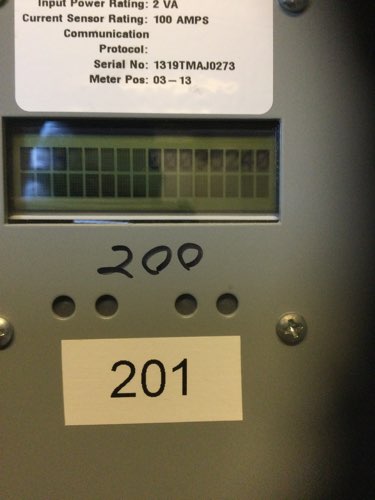 Input Power Rating: 2 VA
Current Sensor Rating: 100 AMPS
Communication
Protocol:
Serial No: 1319TMAJ0273
Meter Pos: 03–13
200
201